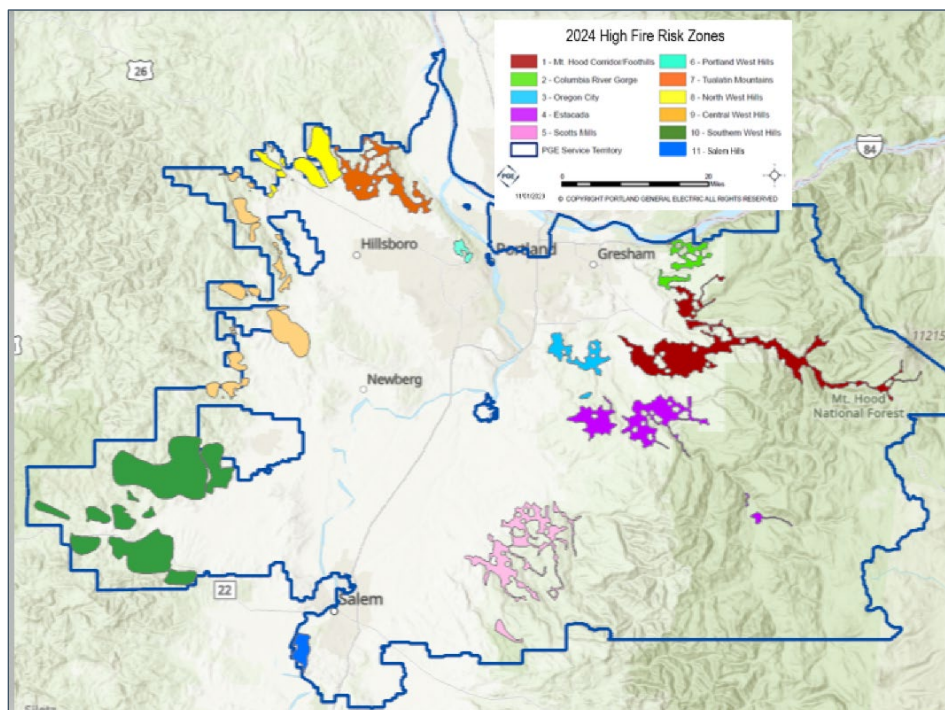 2024 High Fire Risk Zones
1 - Mt. Hood Corridor/Foothills
2 - Columbia River Gorge
3 - Oregon City
4 - Estacada
5 - Scotts Mills
PGE Service Territory
6 - Portland West Hills
7 - Tualatin Mountains
8 - North West Hills
9 - Central West Hills
10 - Southern West Hills
11 - Salem Hills
PGE
0
20
Miles
© COPYRIGHT PORTLAND GENERAL ELECTRIC ALL RIGHTS RESERVED
26
84
Hillsboro
Portland
Gresham
11215
Newberg
Mt. Hood
National Forest
22
Salem